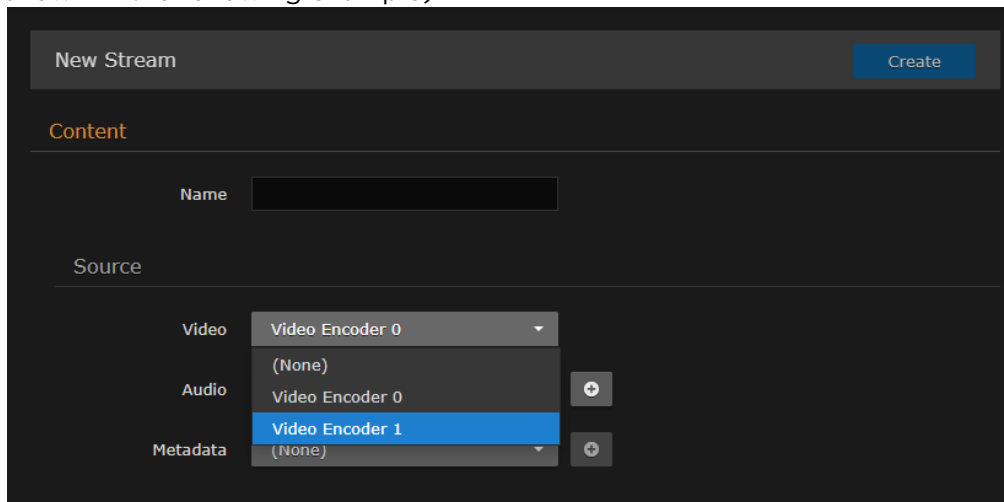 New Stream
Create
Content
Name
Source
Video
Video Encoder 0
(None)
Audio
Video Encoder 0
Video Encoder 1
Metadata
(None)